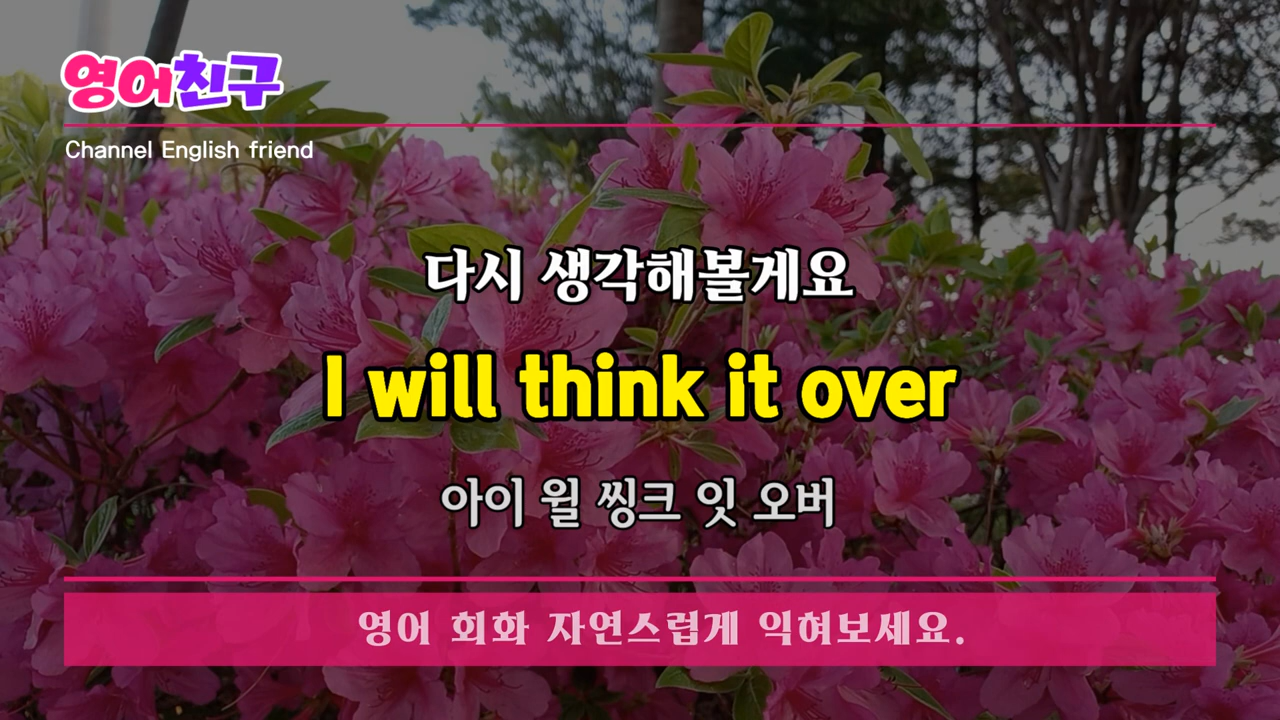 영어친구
Channel English friend
다시 생각해볼게요
I will think it over
아이 윌 씽크 잇 오버
영어 회화 자연스럽게 익혀보세요.